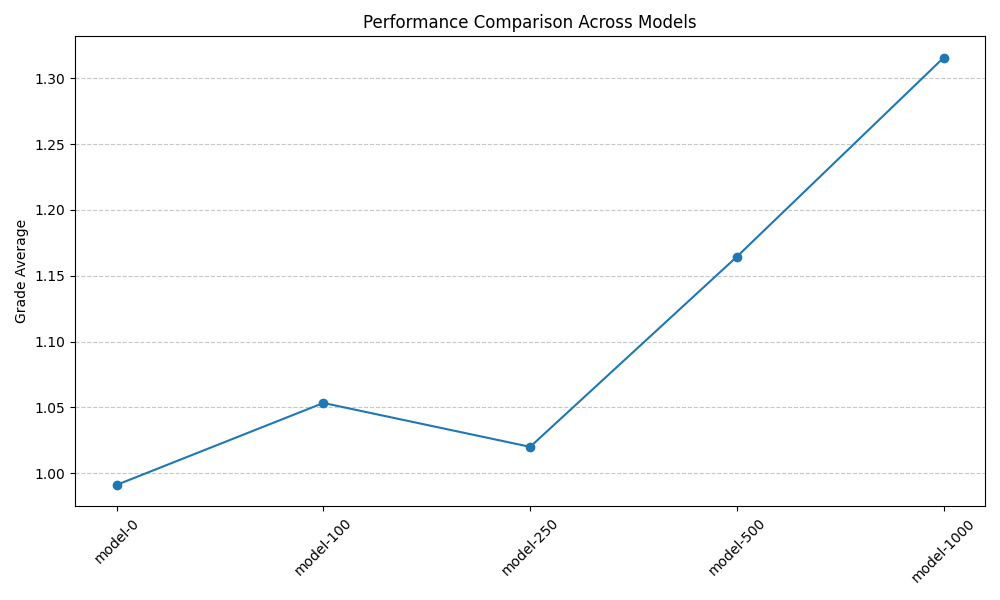 Performance Comparison Across Models
Grade Average
1.30
1.25
1.20
1.15
1.10
1.05
1.00
model-0
model-100
model-250
model-500
model-1000